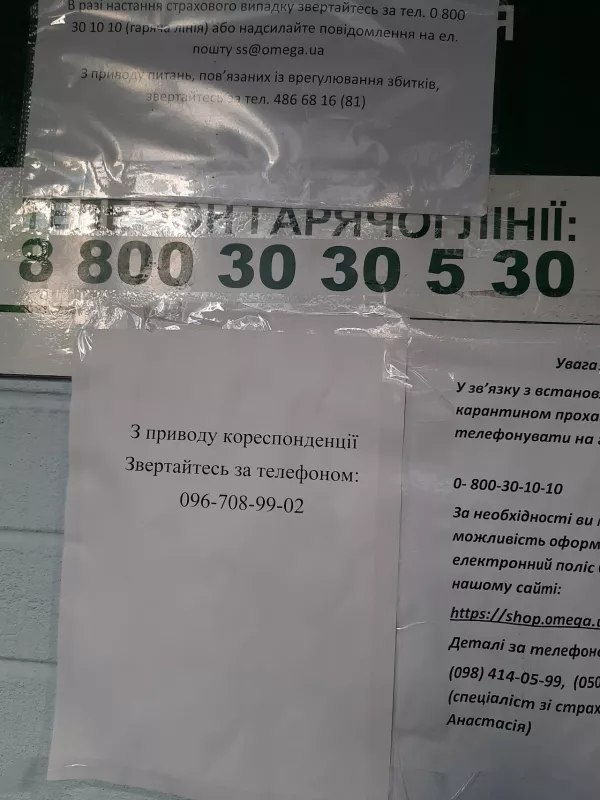 В разі настання страхового випадку звертайтесь за тел. 0 800
30 10 10 (гаряча лінія) або надсилайте повідомлення на ел.
пошту ss@omega.ua
З приводу питань, пов'язаних із врегулювання збитків,
звертайтесь за тел. 486 68 16 (81)
ТЕЛЕФОН ГАРЯЧОЇ ЛІНІЇ:
8 800 30 30 5 30
З приводу кореспонденції
Звертайтесь за телефоном:
096-708-99-02
Увага
У зв'язку з встанов
карантином проха
телефонувати на
0- 800-30-10-10
За необхідності ви
можливість оформ
електронний поліс
нашому сайті:
https://shop.omega.u
Деталі за телефоно
(098) 414-05-99, (050
(спеціаліст зі страх
Анастасія)